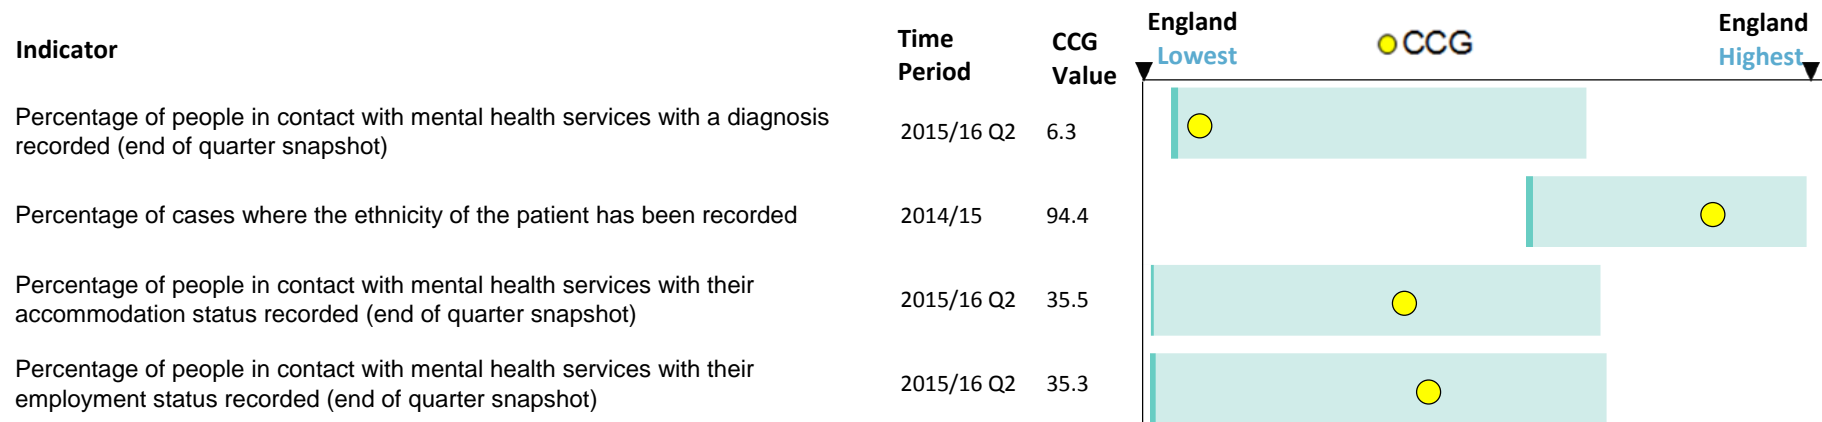 Indicator
Time Period
CCG Value
England Lowest
CCG
England Highest
Percentage of people in contact with mental health services with a diagnosis
recorded (end of quarter snapshot)
2015/16 Q2
6.3
Percentage of cases where the ethnicity of the patient has been recorded
2014/15
94.4
Percentage of people in contact with mental health services with their
accommodation status recorded (end of quarter snapshot)
2015/16 Q2
35.5
Percentage of people in contact with mental health services with their
employment status recorded (end of quarter snapshot)
2015/16 Q2
35.3